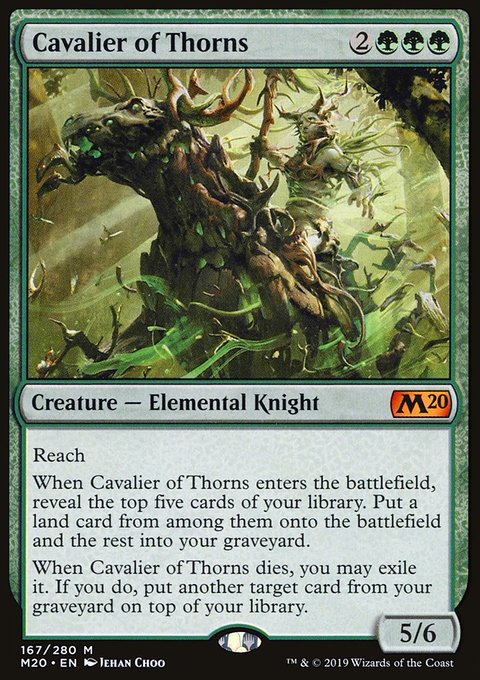 Cavalier of Thorns 2
Creature — Elemental Knight M20
Reach
When Cavalier of Thorns enters the battlefield,
reveal the top five cards of your library. Put a
land card from among them onto the battlefield
and the rest into your graveyard.
When Cavalier of Thorns dies, you may exile
it. If you do, put another target card from your
graveyard on top of your library.
5/6
167/280 M
M20 • EN Jehan Choo ™ & © 2019 Wizards of the Coast